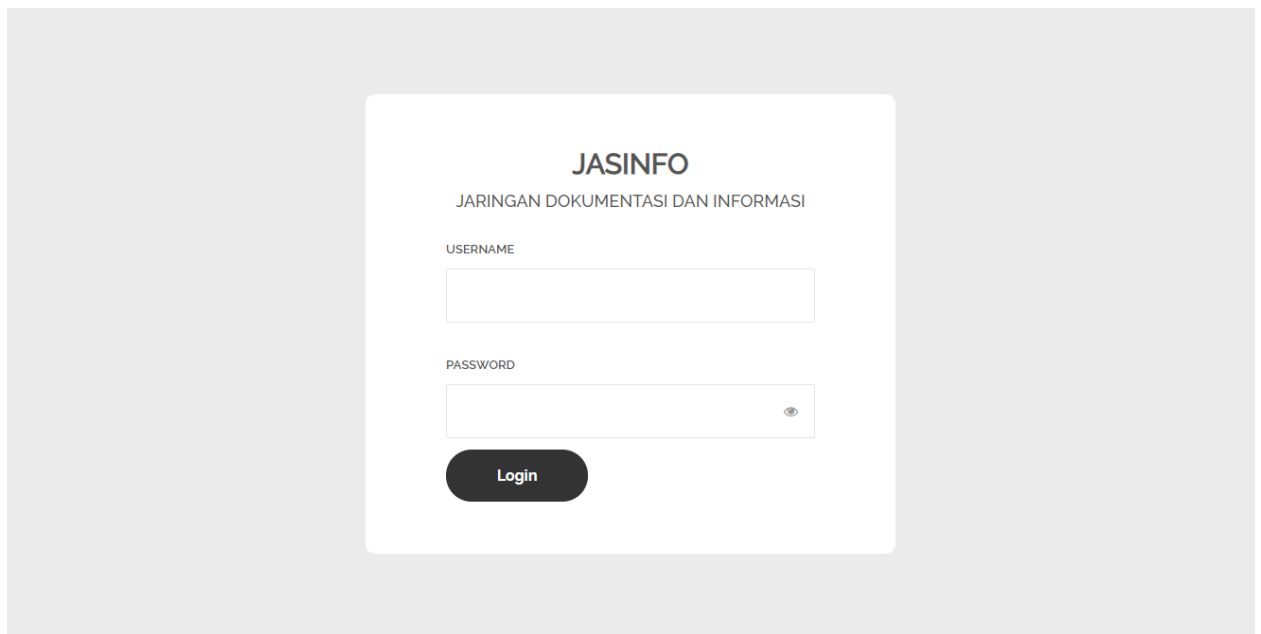 JASINFO
JARINGAN DOKUMENTASI DAN INFORMASI
USERNAME
PASSWORD
Login